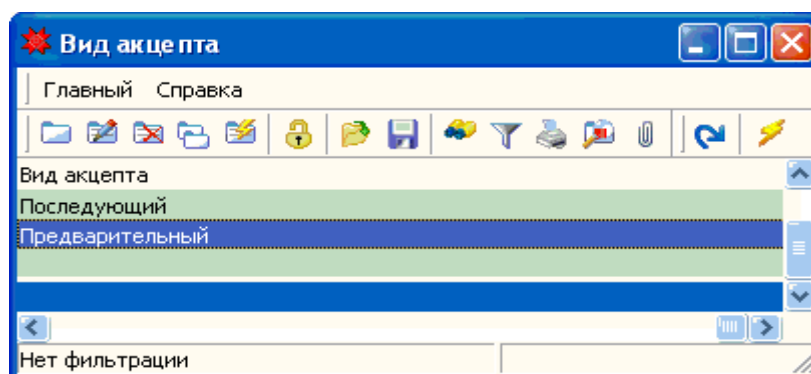 Вид акцепта
Главный Справка
Вид акцепта
Последующий
Предварительный
Нет фильтрации